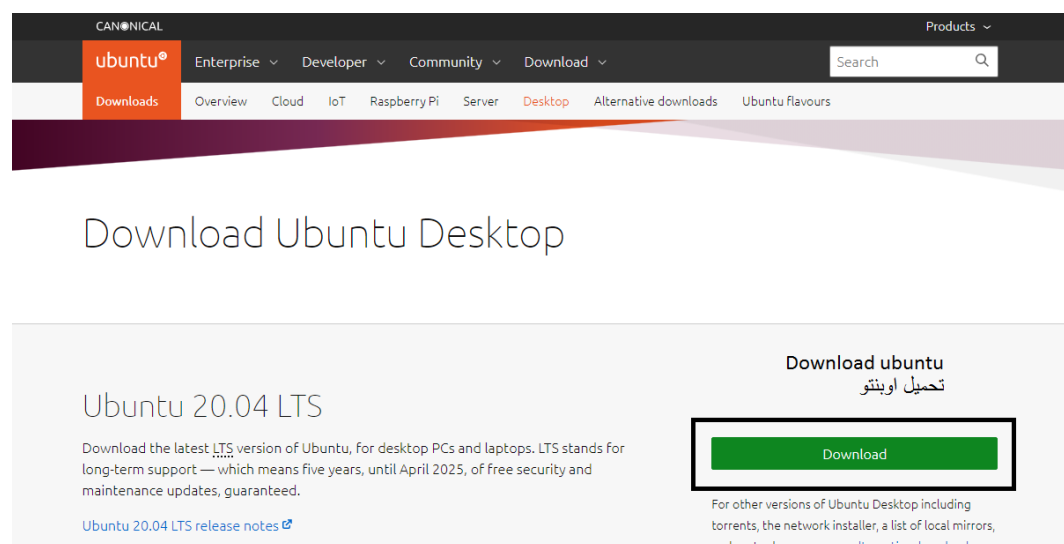 CANONICAL
Products
ubuntu
Enterprise
Developer
Community
Download
Search
Downloads
Overview
Cloud
IoT
Raspberry Pi
Server
Desktop
Alternative downloads
Ubuntu flavours
Download Ubuntu Desktop
Ubuntu 20.04 LTS
Download the latest LTS version of Ubuntu, for desktop PCs and laptops. LTS stands for
long-term support — which means five years, until April 2025, of free security and
maintenance updates, guaranteed.
Ubuntu 20.04 LTS release notes
Download ubuntu
تحميل اوبنتو
Download
For other versions of Ubuntu Desktop including
torrents, the network installer, a list of local mirrors,